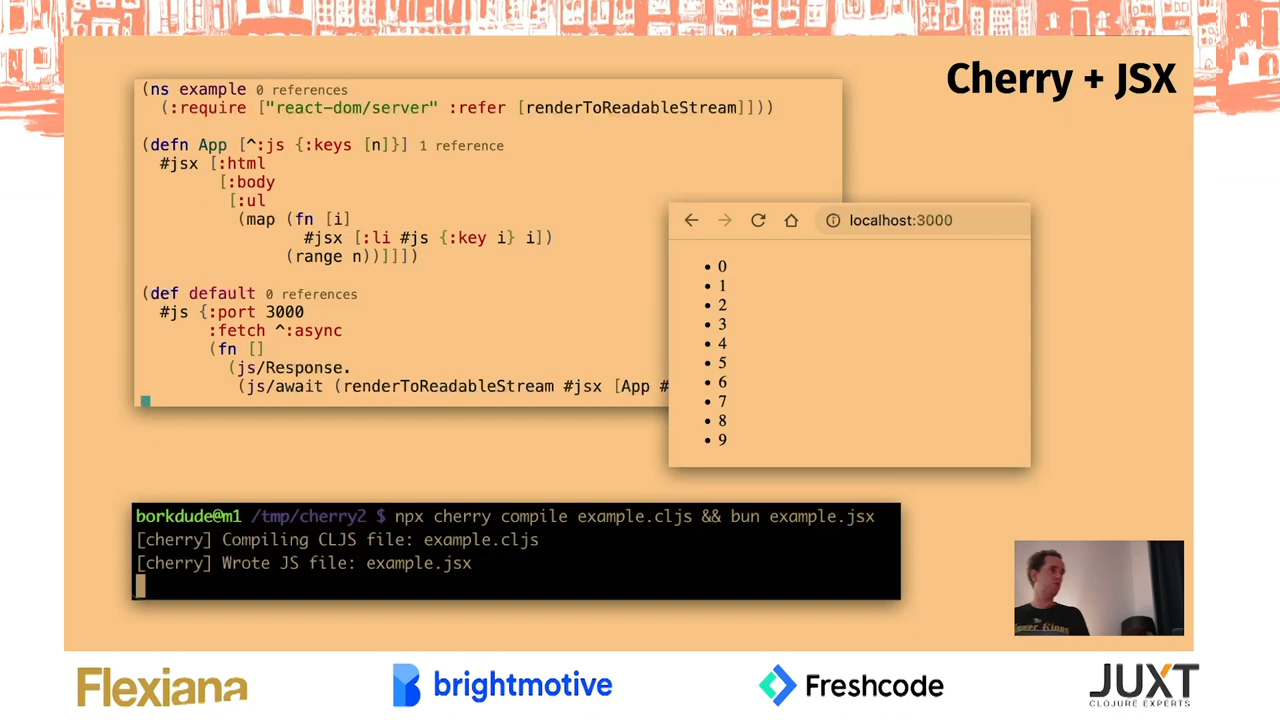 Cherry + JSX
(ns example 0 references
(:require ["react-dom/server" :refer [renderToReadableStream]]))
(defn App [^:js {:keys [n]}] 1 reference
#jsx [:html
[:body
[:ul
(map (fn [i]
#jsx [:li #js {:key i} i])
(range n))]]])
(def default 0 references
#js {:port 3000
:fetch ^:async
(fn []
(js/Response.
(js/await (renderToReadableStream #jsx [App #
localhost:3000
• 0
• 1
• 2
• 3
• 4
• 5
• 6
• 7
• 8
• 9
borkdude@m1 /tmp/cherry2 $ npx cherry compile example.cljs && bun example.jsx
[cherry] Compiling CLJS file: example.cljs
[cherry] Wrote JS file: example.jsx
Flexiana
brightmotive
Freshcode
JUXT
CLOJURE EXPERTS